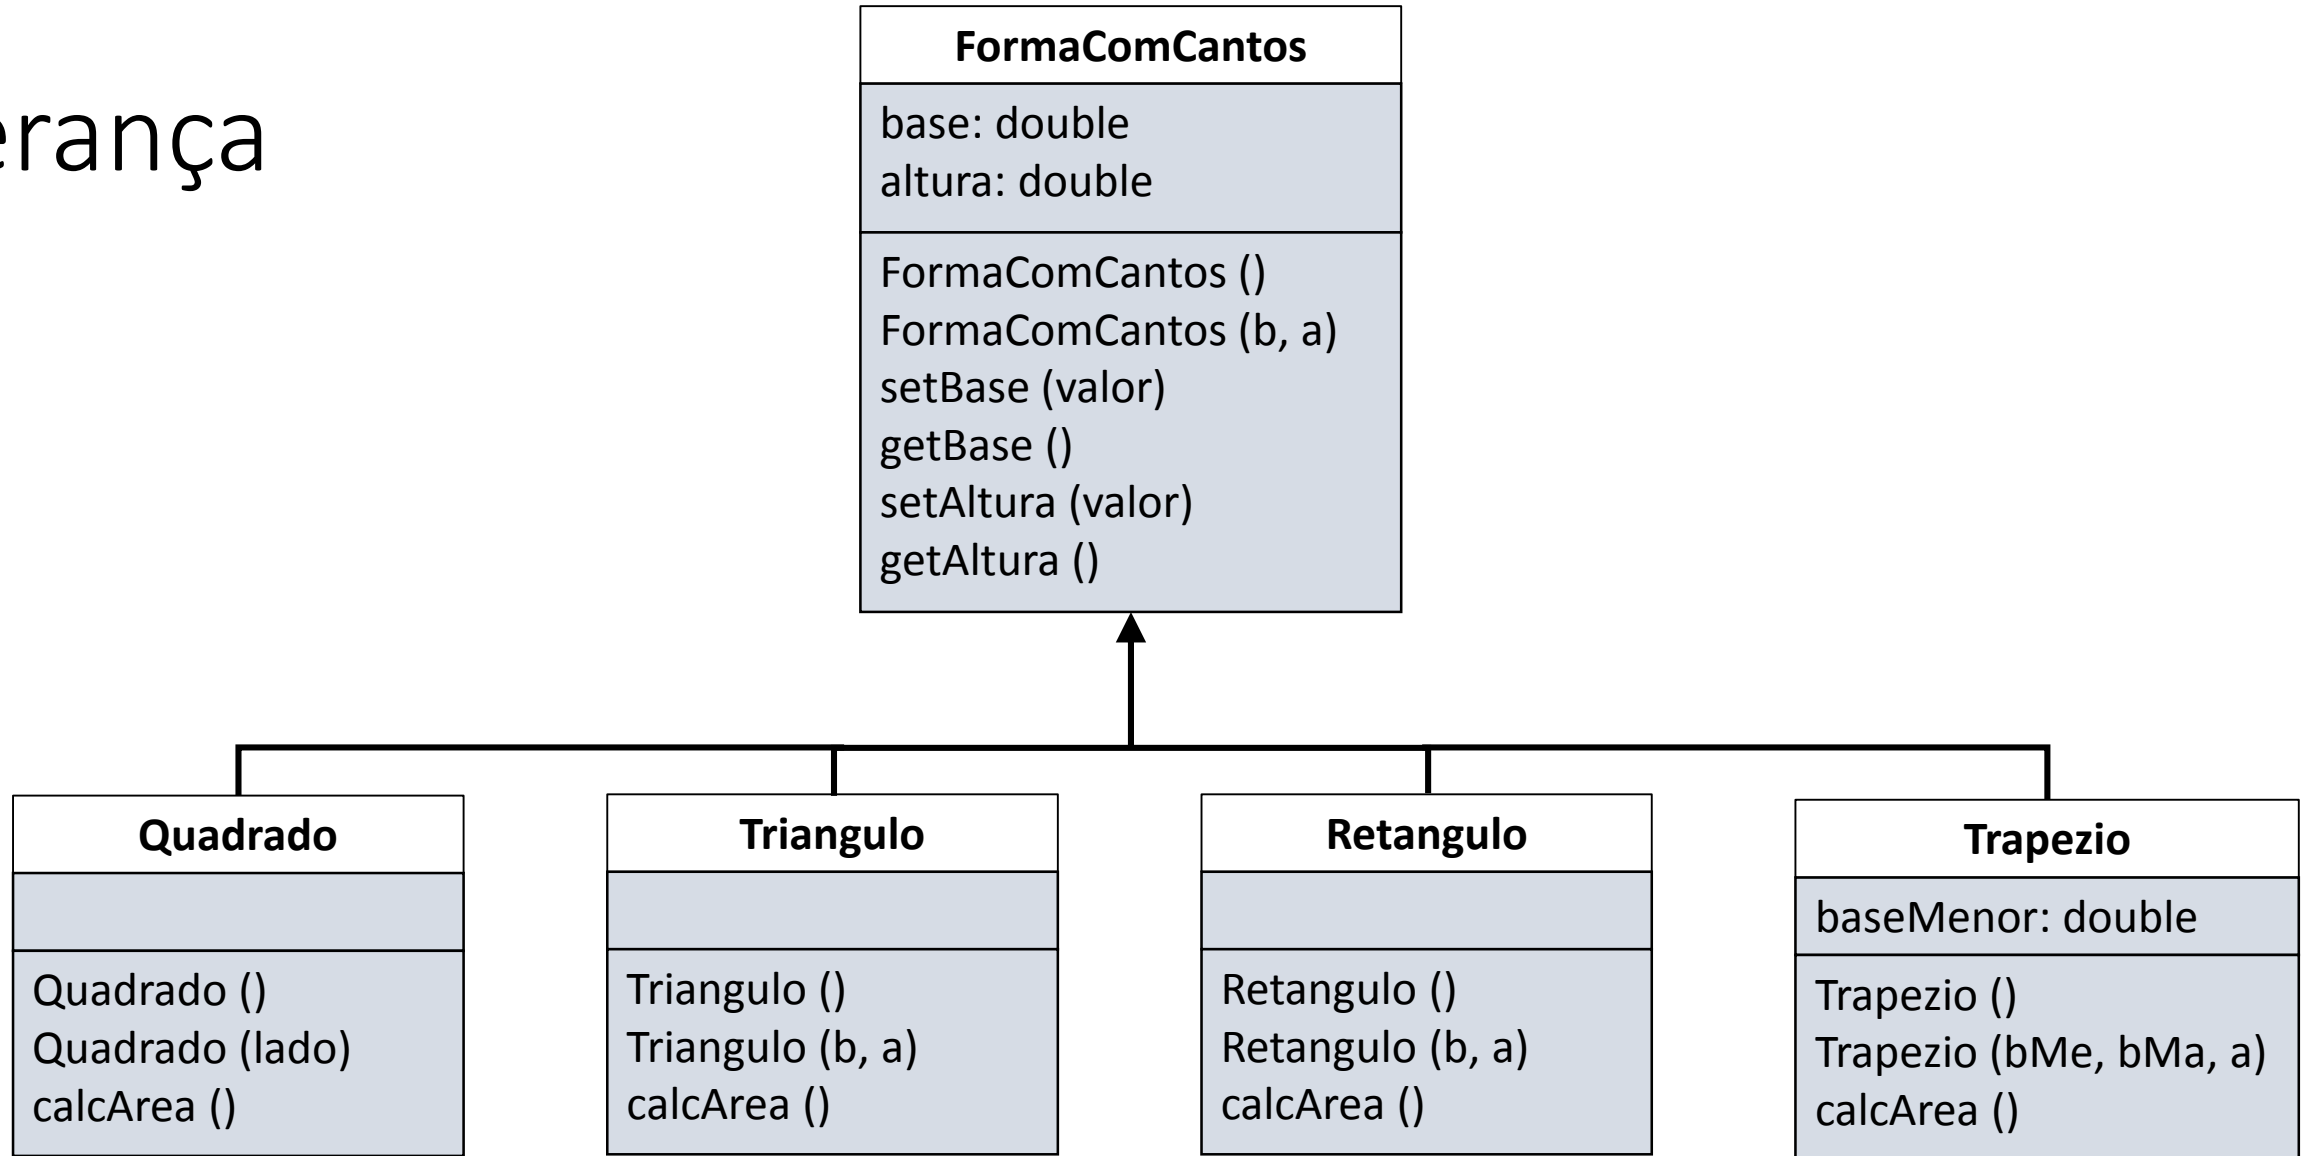 erança
FormaComCantos
base: double
altura: double
FormaComCantos ()
FormaComCantos (b, a)
setBase (valor)
getBase ()
setAltura (valor)
getAltura ()
Quadrado
Quadrado ()
Quadrado (lado)
calcArea ()
Triangulo
Triangulo ()
Triangulo (b, a)
calcArea ()
Retangulo
Retangulo ()
Retangulo (b, a)
calcArea ()
Trapezio
baseMenor: double
Trapezio ()
Trapezio (bMe, bMa, a)
calcArea ()